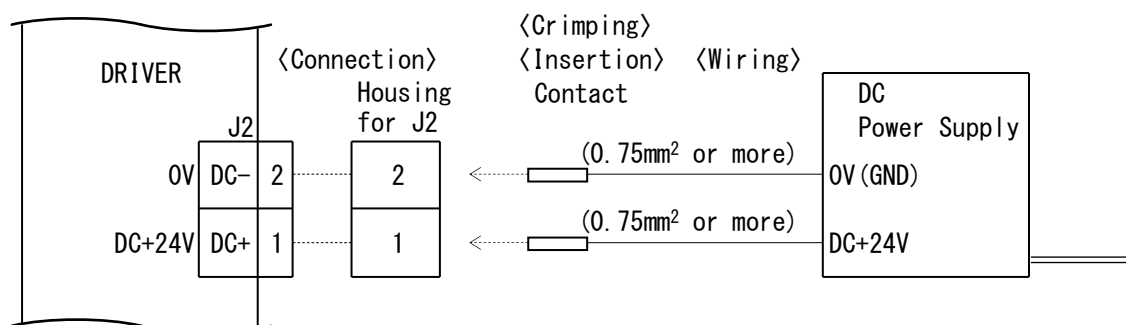 〈Crimping〉
DRIVER 〈Connection〉 〈Insertion〉 〈Wiring〉
Housing Contact DC
J2 for J2 Power Supply
(0.75mm² or more)
0V DC− 2 2 0V(GND)
(0.75mm² or more)
DC+24V DC+ 1 1 DC+24V